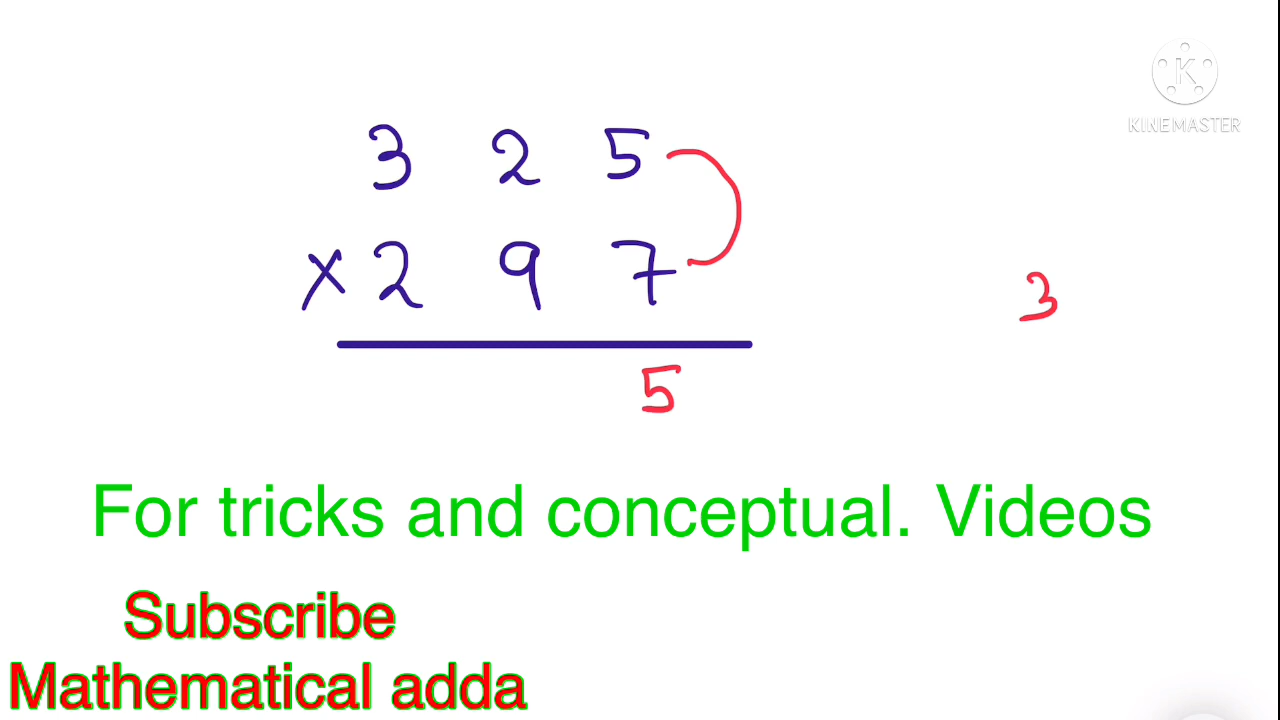 KINEMASTER
3 2 5
× 2 9 7
3
5
For tricks and conceptual. Videos
Subscribe
Mathematical adda